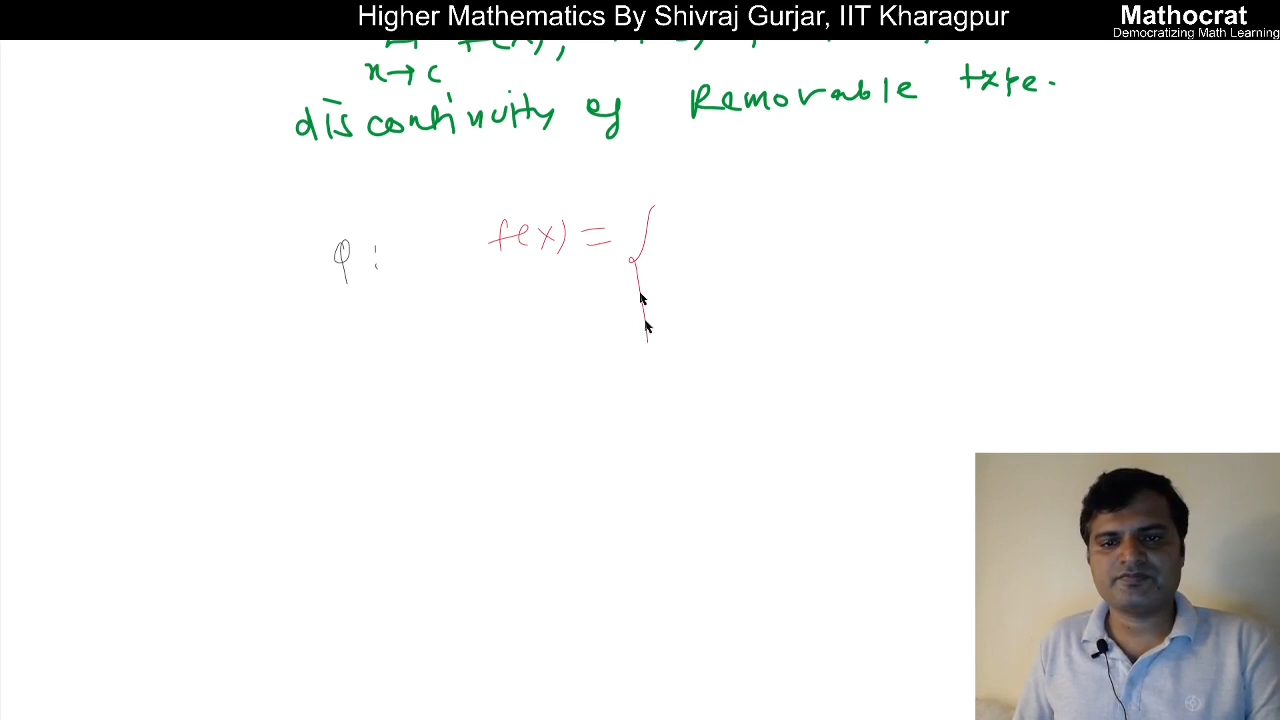 Higher Mathematics By Shivraj Gurjar, IIT Kharagpur
Mathocrat
Democratizing Math Learning
x→c
discontinuity of Removable type.
Q: f(x) = {